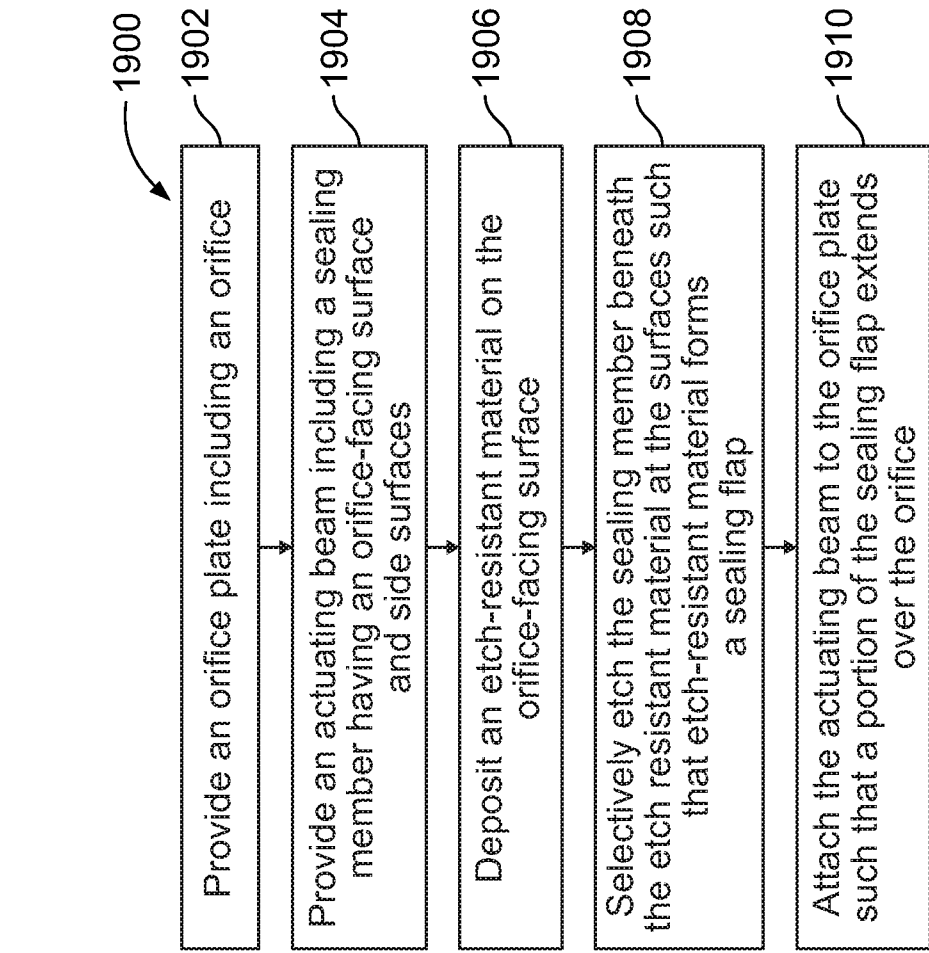 1900
1902
Provide an orifice plate including an orifice
1904
Provide an actuating beam including a sealing
member having an orifice-facing surface
and side surfaces
1906
Deposit an etch-resistant material on the
orifice-facing surface
1908
Selectively etch the sealing member beneath
the etch resistant material at the surfaces such
that etch-resistant material forms
a sealing flap
1910
Attach the actuating beam to the orifice plate
such that a portion of the sealing flap extends
over the orifice